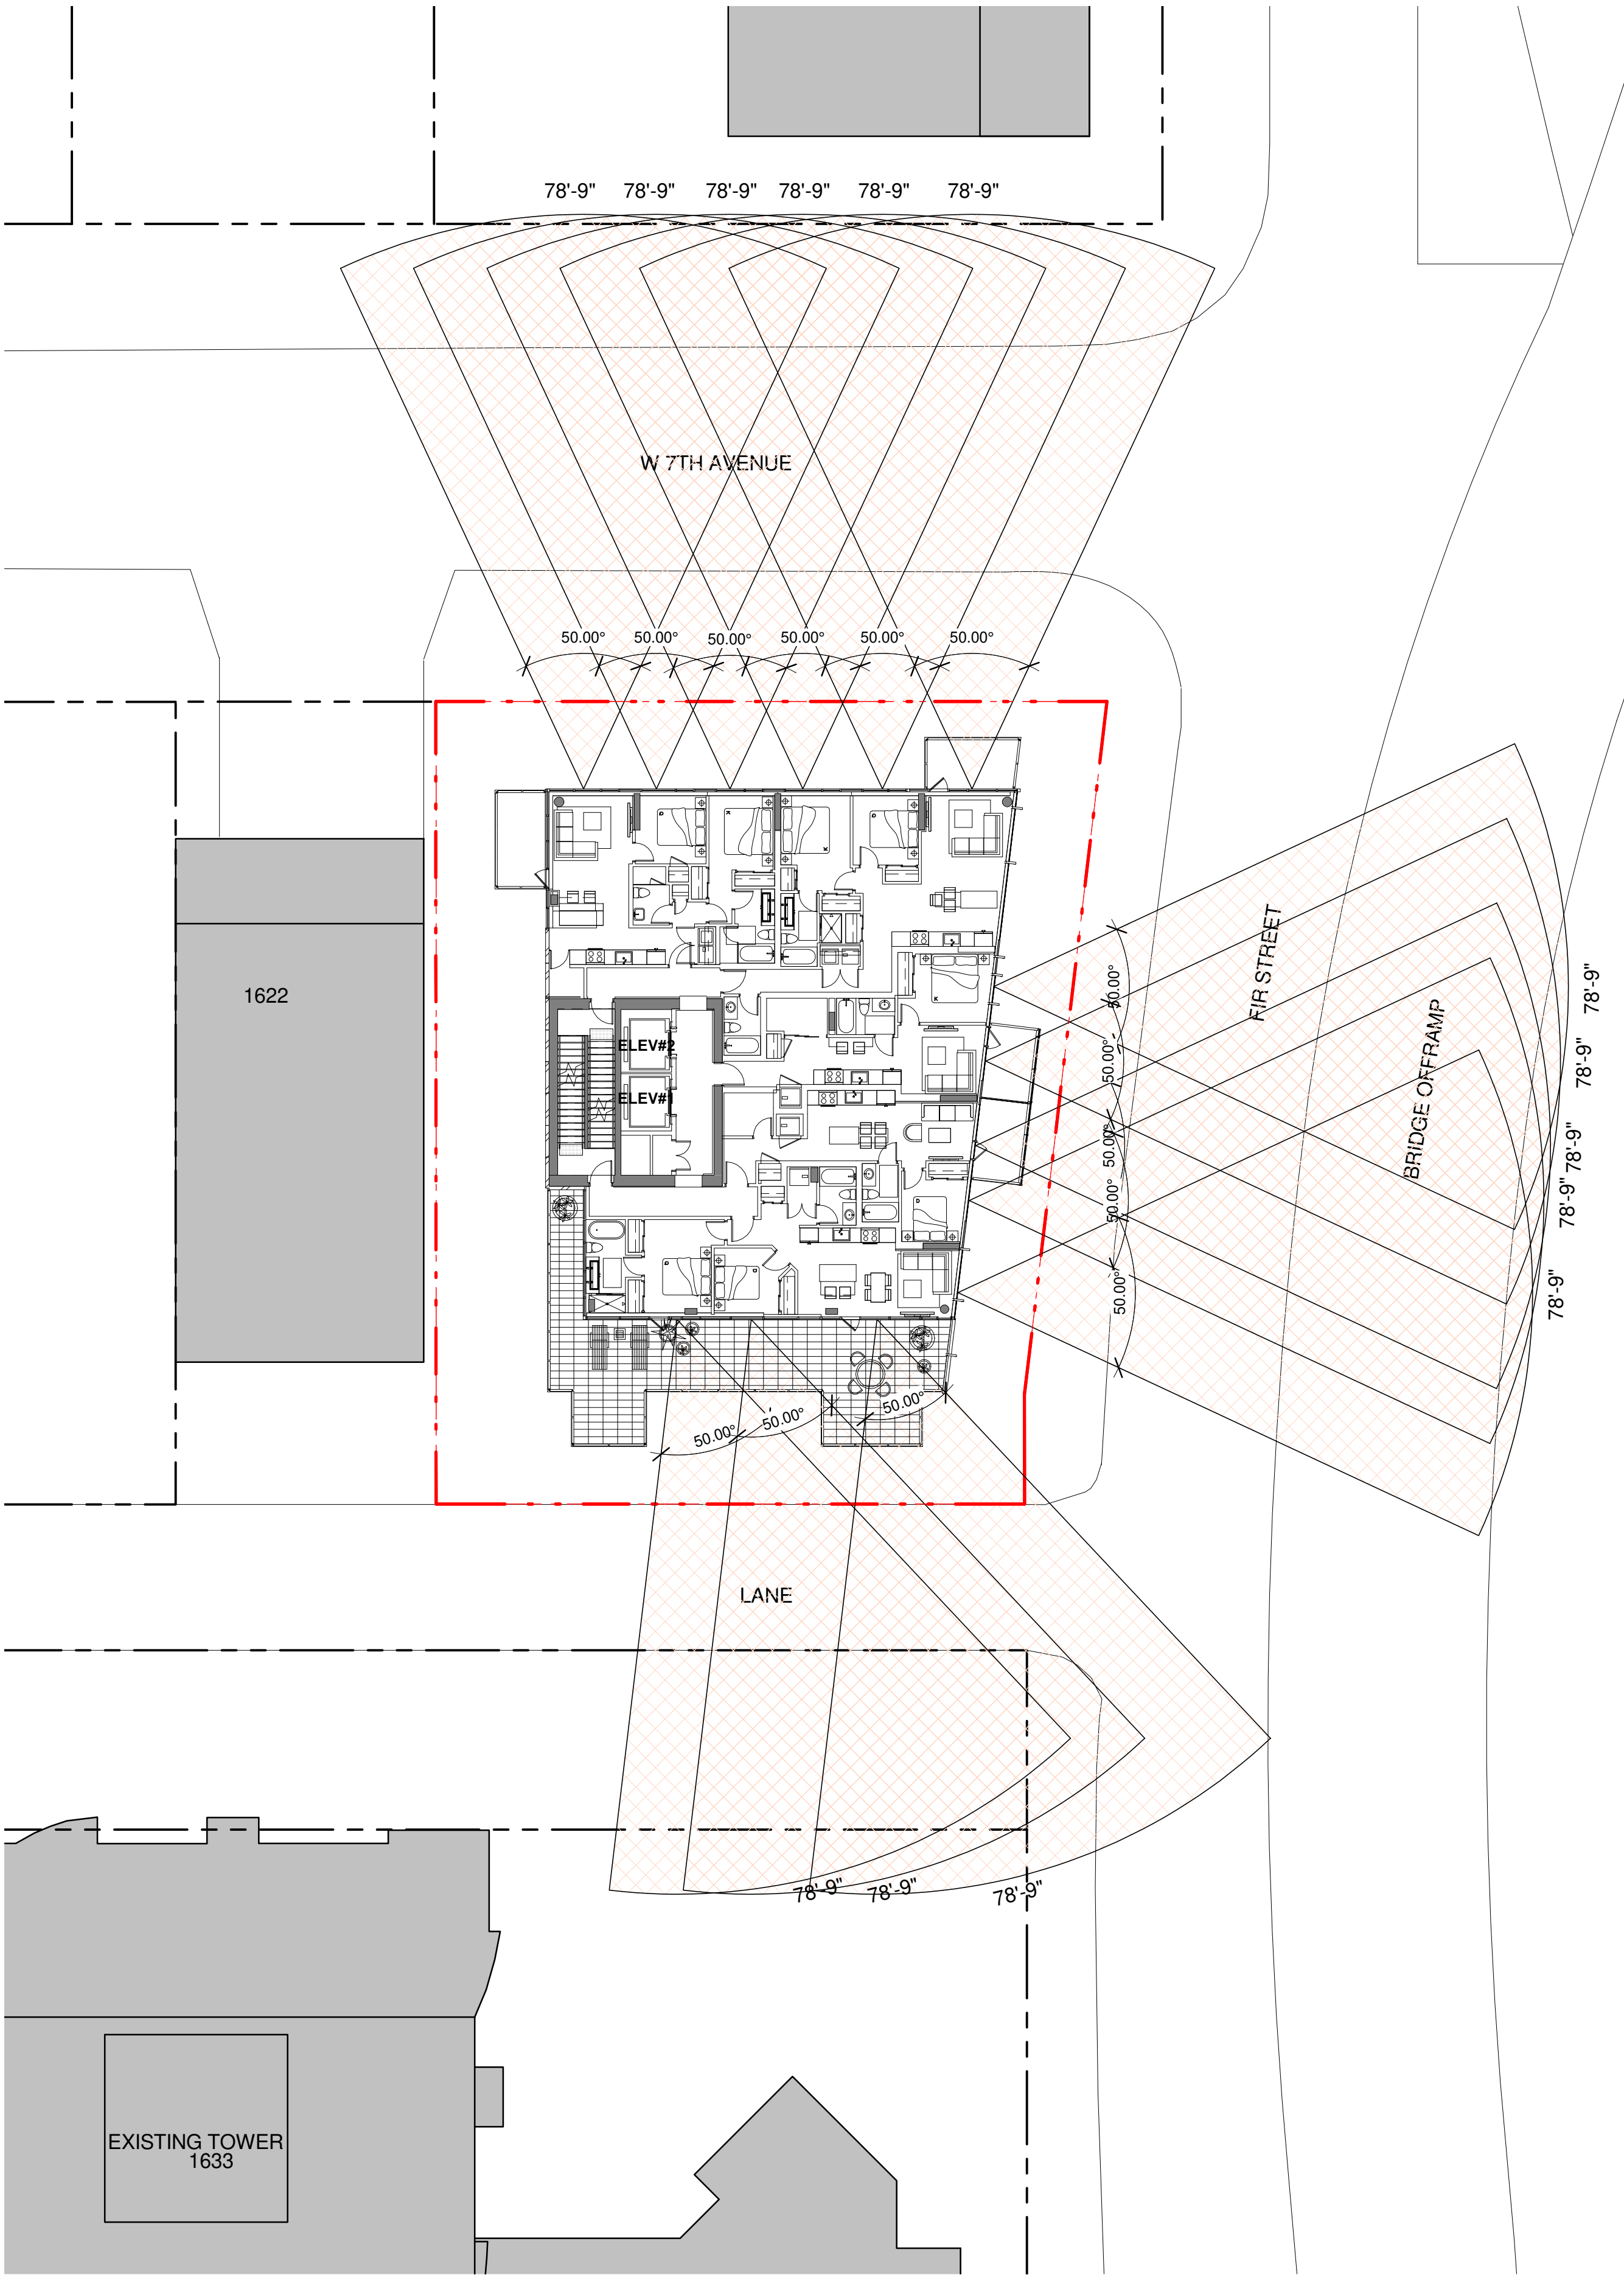 78'-9" 78'-9" 78'-9" 78'-9" 78'-9" 78'-9"
W 7TH AVENUE
50.00° 50.00° 50.00° 50.00° 50.00° 50.00°
1622
ELEV#2
ELEV#1
50.00°
50.00°
50.00°
50.00°
50.00°
FIR STREET
BRIDGE OFFRAMP
78'-9"
78'-9"
78'-9"
78'-9"
78'-9"
50.00° 50.00° 50.00°
LANE
78'-9" 78'-9" 78'-9"
EXISTING TOWER
1633